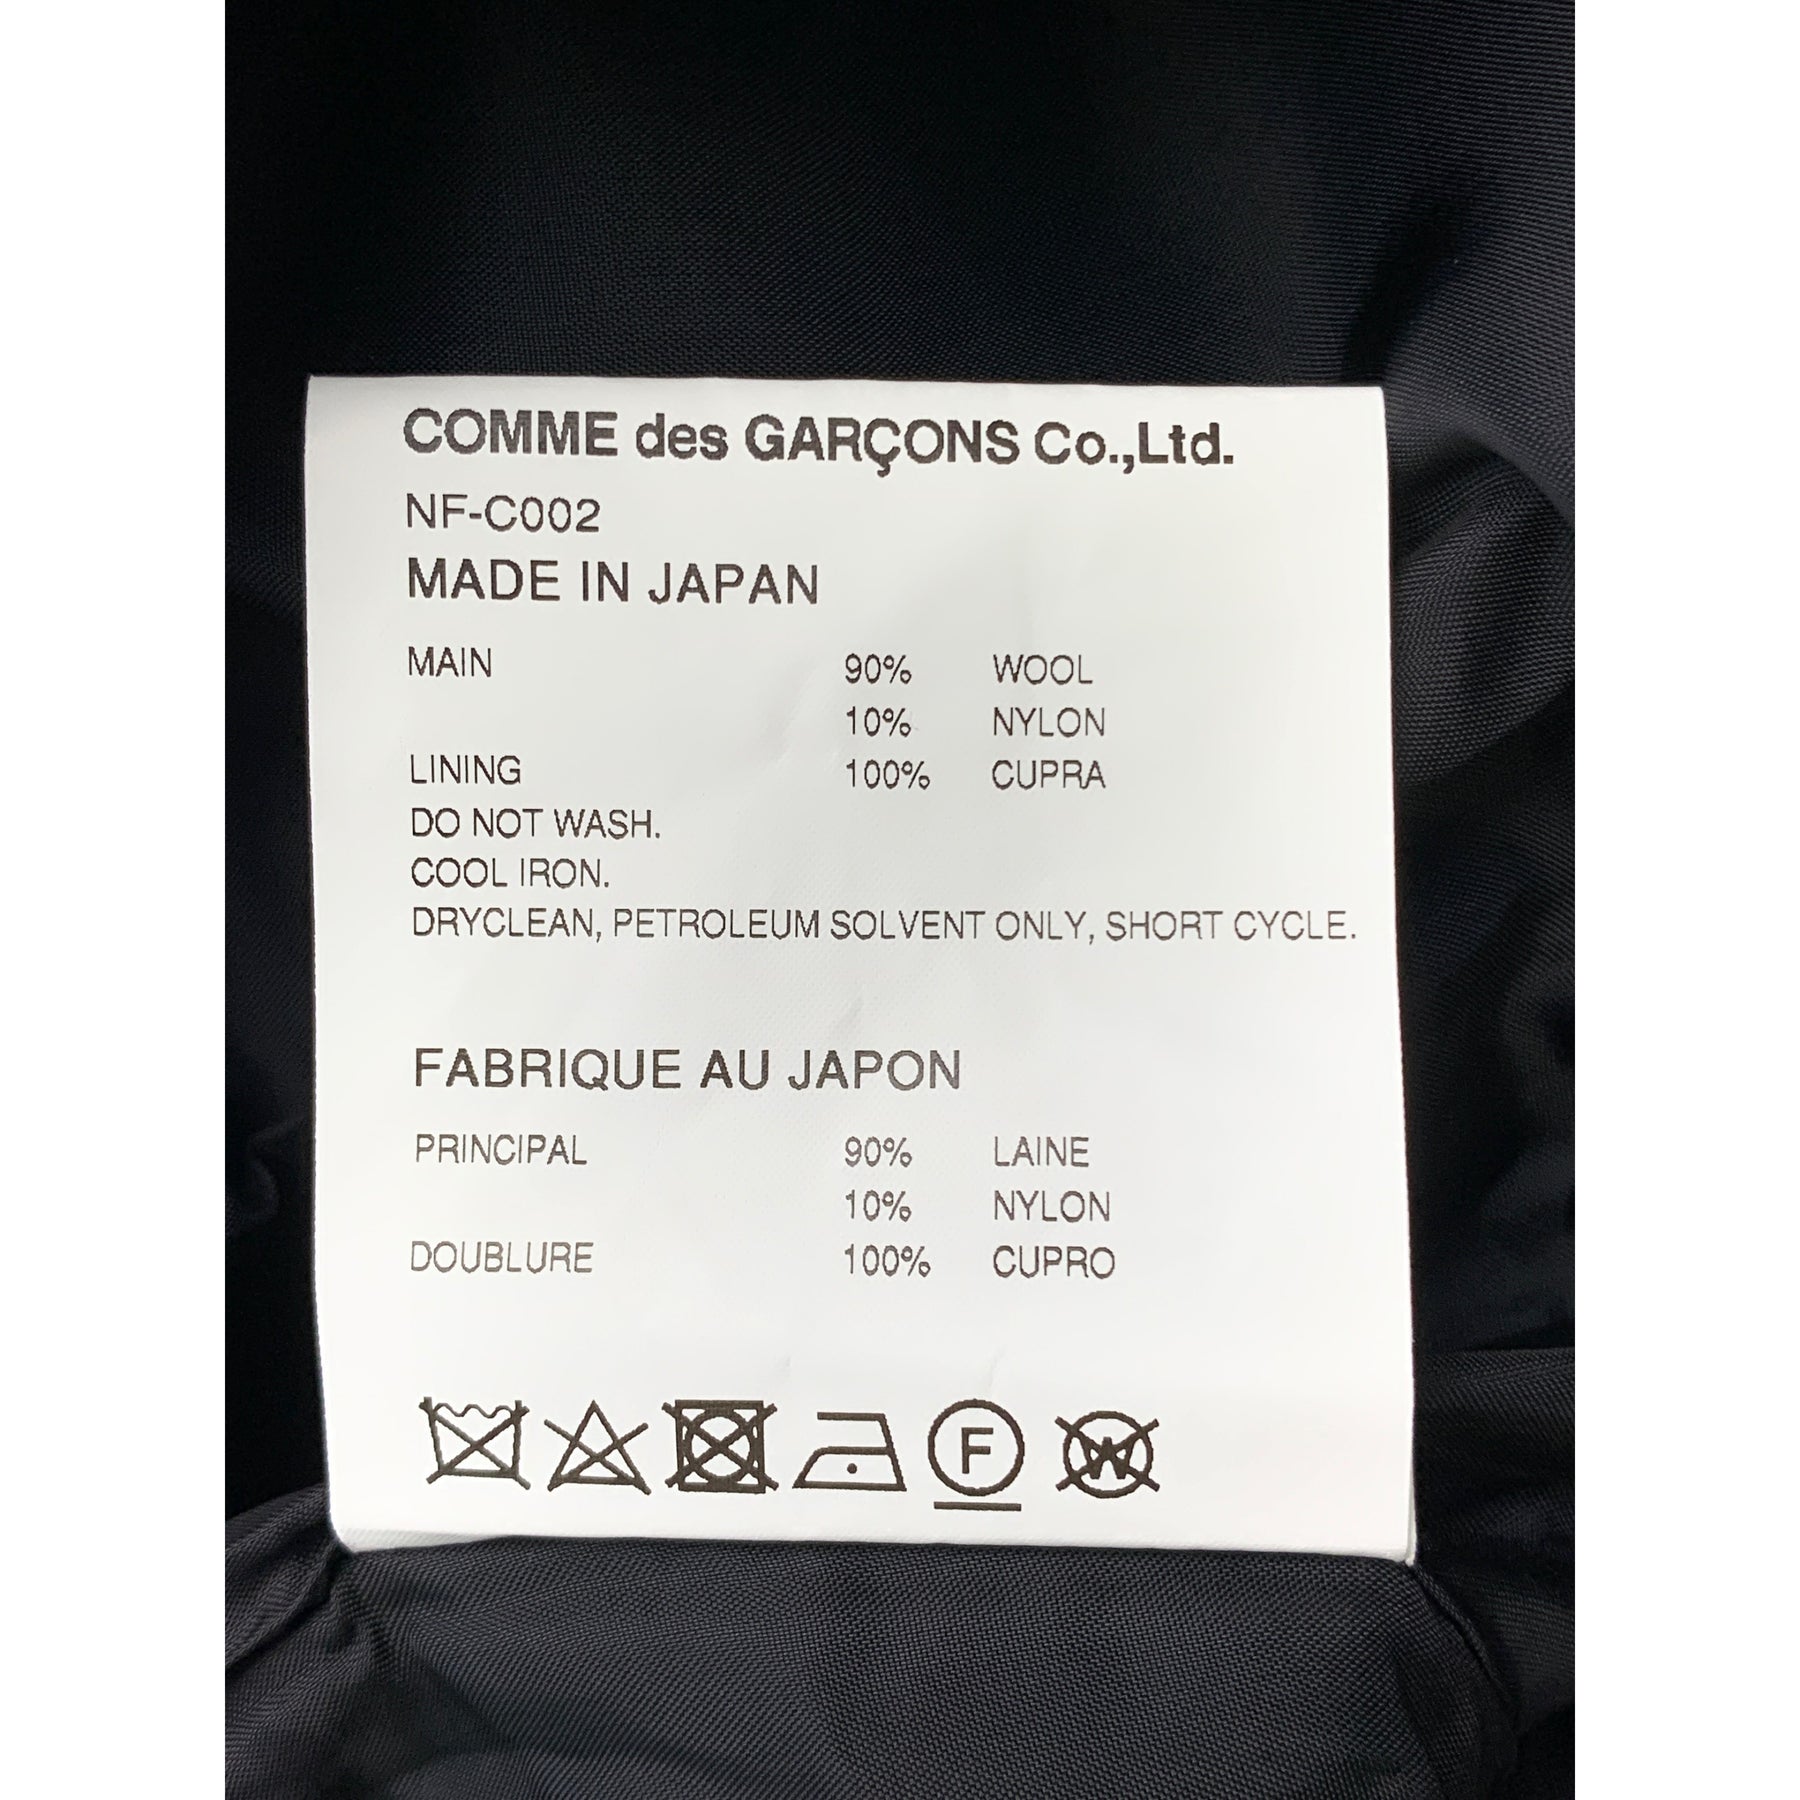 COMME des GARÇONS Co.,Ltd.
NF-C002
MADE IN JAPAN
MAIN 90% WOOL
10% NYLON
LINING 100% CUPRA
DO NOT WASH.
COOL IRON.
DRYCLEAN, PETROLEUM SOLVENT ONLY, SHORT CYCLE.
FABRIQUE AU JAPON
PRINCIPAL 90% LAINE
10% NYLON
DOUBLURE 100% CUPRO
F W